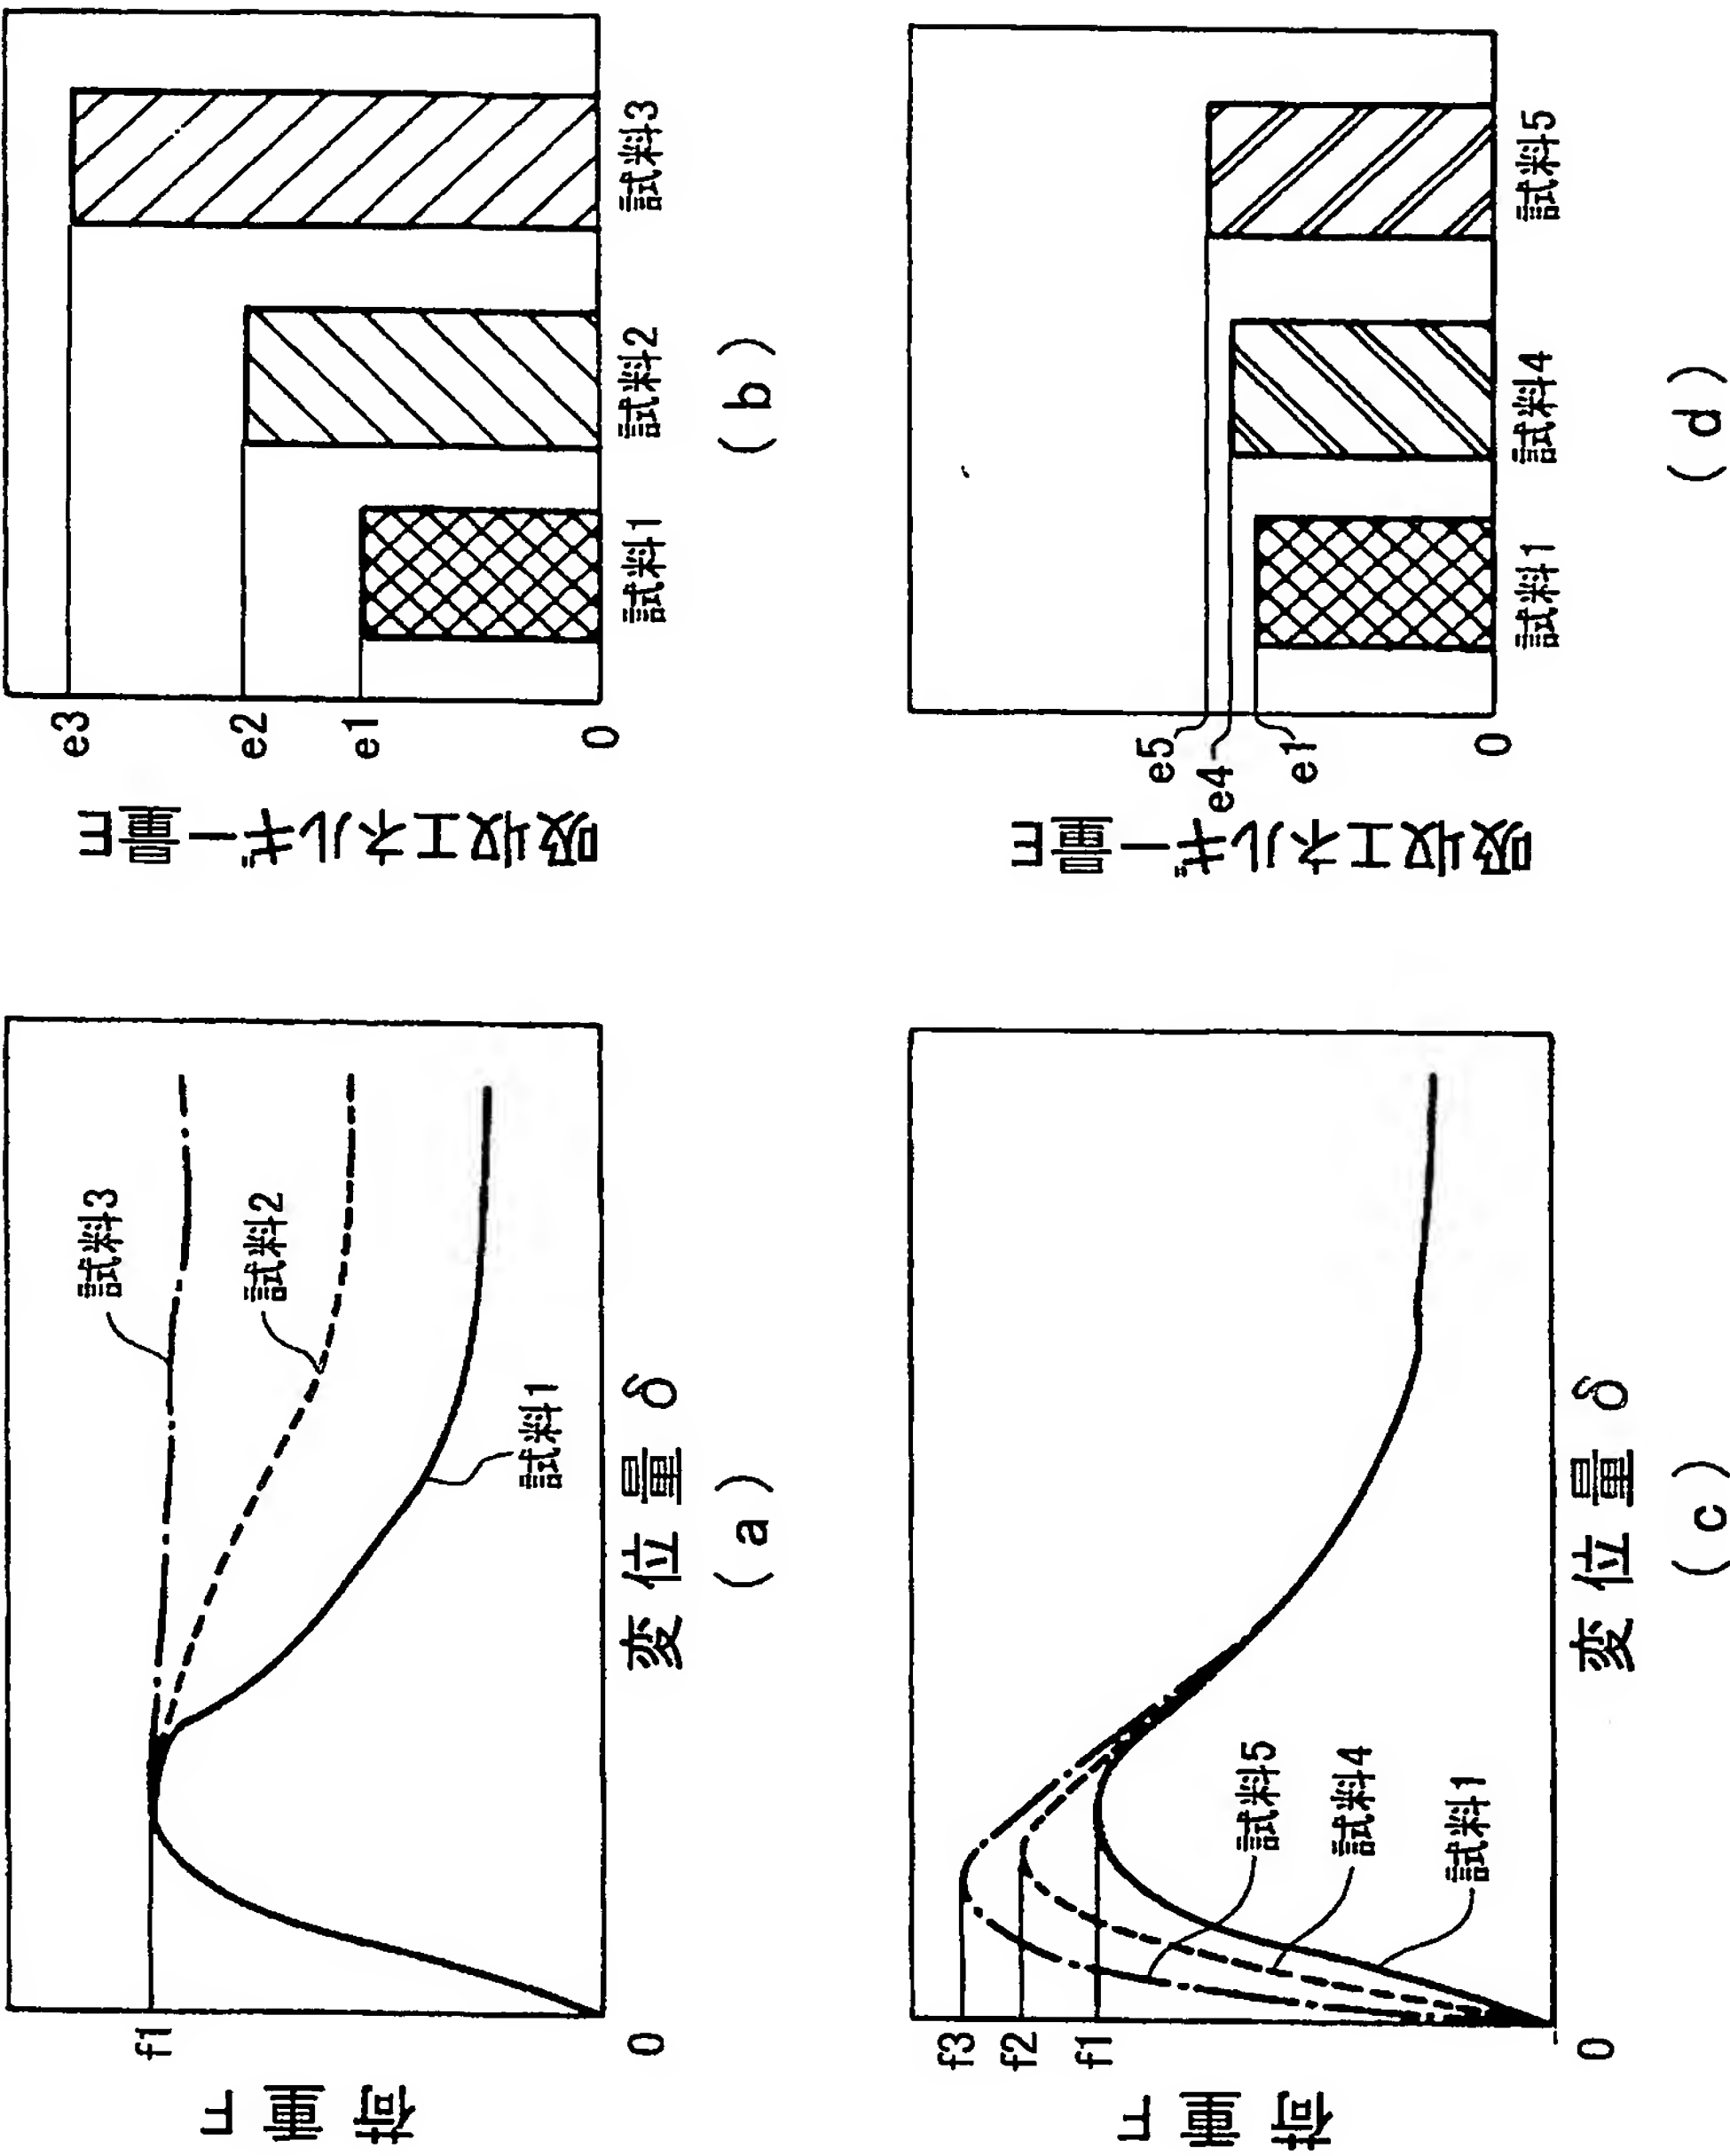 荷重F
f1
0
試料3
試料2
試料1
変位量 δ
(a)
吸収エネルギー量E
e3
e2
e1
0
試料1
試料2
試料3
(b)
荷重F
f3
f2
f1
0
試料5
試料4
試料1
変位量 δ
(c)
吸収エネルギー量E
e5
e4
e1
0
試料1
試料4
試料5
(d)